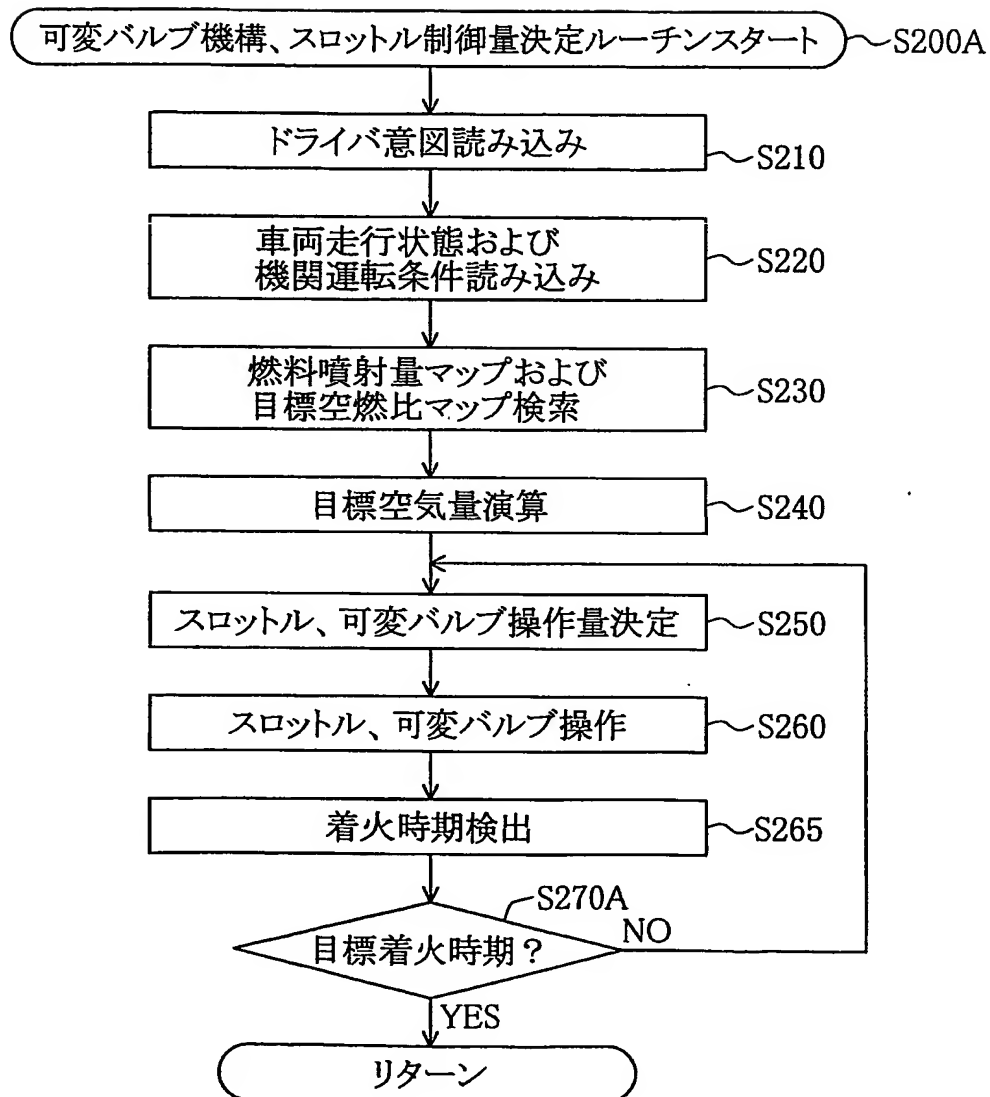 可変バルブ機構、スロットル制御量決定ルーチンスタート
S200A
ドライバ意図読み込み
S210
車両走行状態および
機関運転条件読み込み
S220
燃料噴射量マップおよび
目標空燃比マップ検索
S230
目標空気量演算
S240
スロットル、可変バルブ操作量決定
S250
スロットル、可変バルブ操作
S260
着火時期検出
S265
S270A
目標着火時期？
NO
YES
リターン